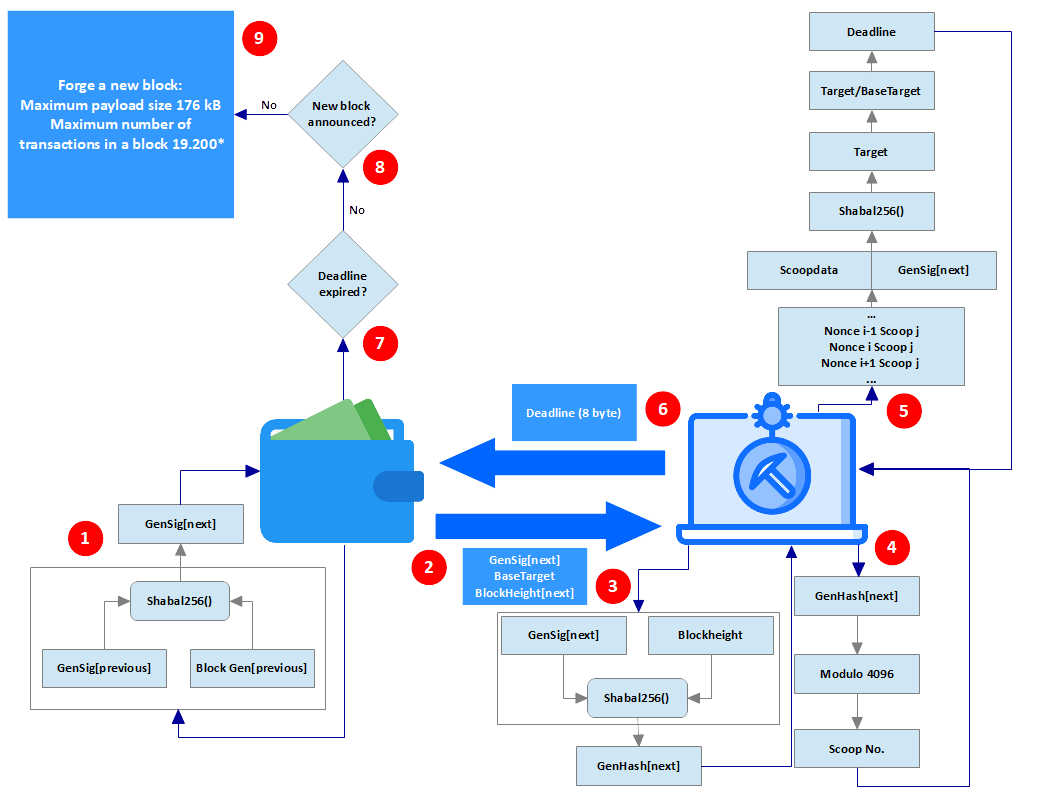 9
Forge a new block:
Maximum payload size 176 kB
Maximum number of
transactions in a block 19.200*
No
New block
announced?
8
No
Deadline
expired?
7
1
GenSig[next]
Shabal256()
GenSig[previous]
Block Gen[previous]
2
GenSig[next]
BaseTarget
BlockHeight[next]
Deadline (8 byte)
6
3
GenSig[next]
Blockheight
Shabal256()
GenHash[next]
4
GenHash[next]
Modulo 4096
Scoop No.
5
...
Nonce i-1 Scoop j
Nonce i Scoop j
Nonce i+1 Scoop j
...
Scoopdata
GenSig[next]
Shabal256()
Target
Target/BaseTarget
Deadline